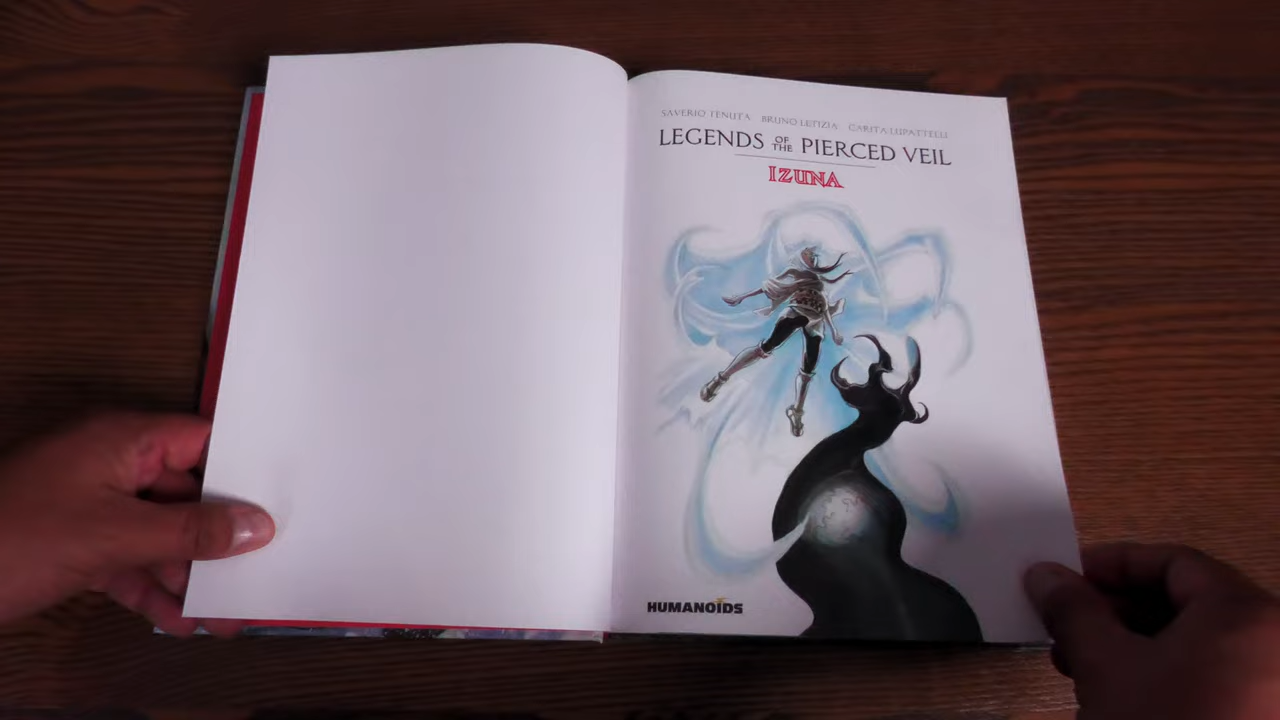 SAVERIO TENUTA BRUNO LETIZIA CARITA LUPATTELLI
LEGENDS OF THE PIERCED VEIL
IZUNA
HUMANOIDS